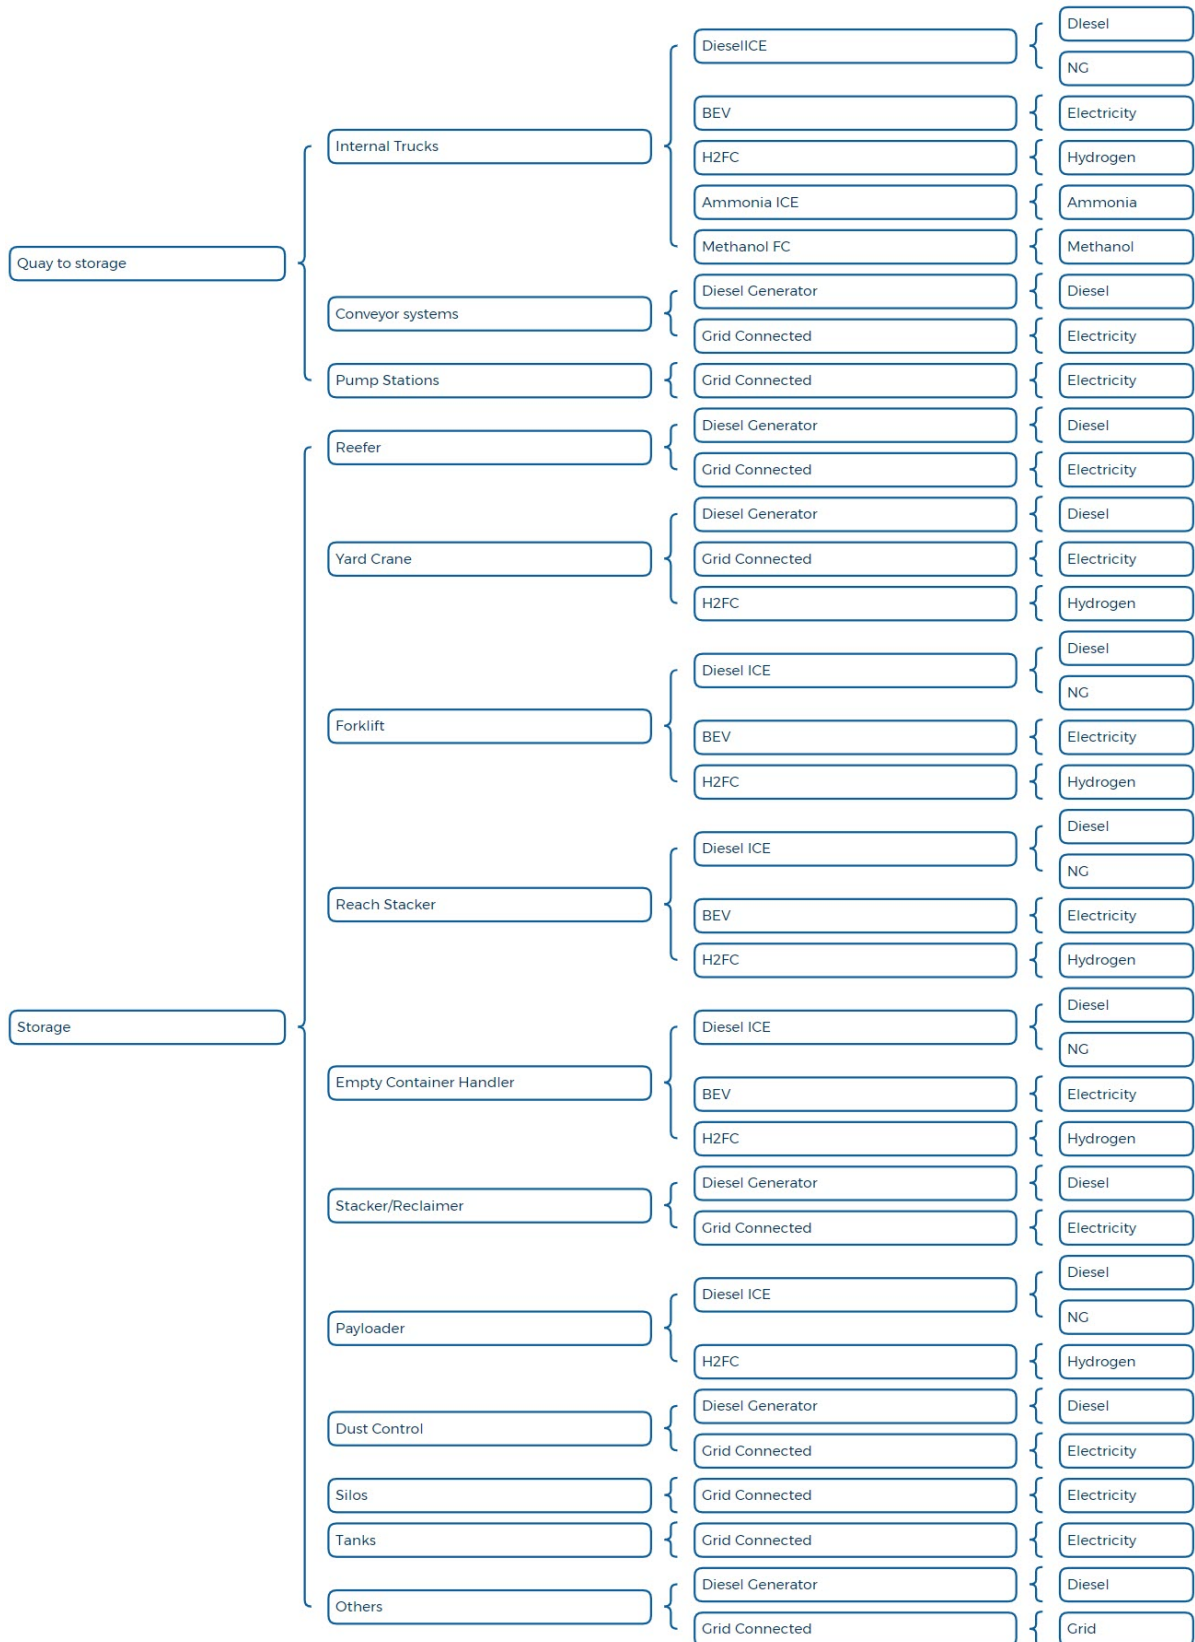 Quay to storage
Internal Trucks
DieselICE
DIesel
NG
BEV
Electricity
H2FC
Hydrogen
Ammonia ICE
Ammonia
Methanol FC
Methanol
Conveyor systems
Diesel Generator
Diesel
Grid Connected
Electricity
Pump Stations
Grid Connected
Electricity
Storage
Reefer
Diesel Generator
Diesel
Grid Connected
Electricity
Yard Crane
Diesel Generator
Diesel
Grid Connected
Electricity
H2FC
Hydrogen
Forklift
Diesel ICE
Diesel
NG
BEV
Electricity
H2FC
Hydrogen
Reach Stacker
Diesel ICE
Diesel
NG
BEV
Electricity
H2FC
Hydrogen
Empty Container Handler
Diesel ICE
Diesel
NG
BEV
Electricity
H2FC
Hydrogen
Stacker/Reclaimer
Diesel Generator
Diesel
Grid Connected
Electricity
Payloader
Diesel ICE
Diesel
NG
H2FC
Hydrogen
Dust Control
Diesel Generator
Diesel
Grid Connected
Electricity
Silos
Grid Connected
Electricity
Tanks
Grid Connected
Electricity
Others
Diesel Generator
Diesel
Grid Connected
Grid